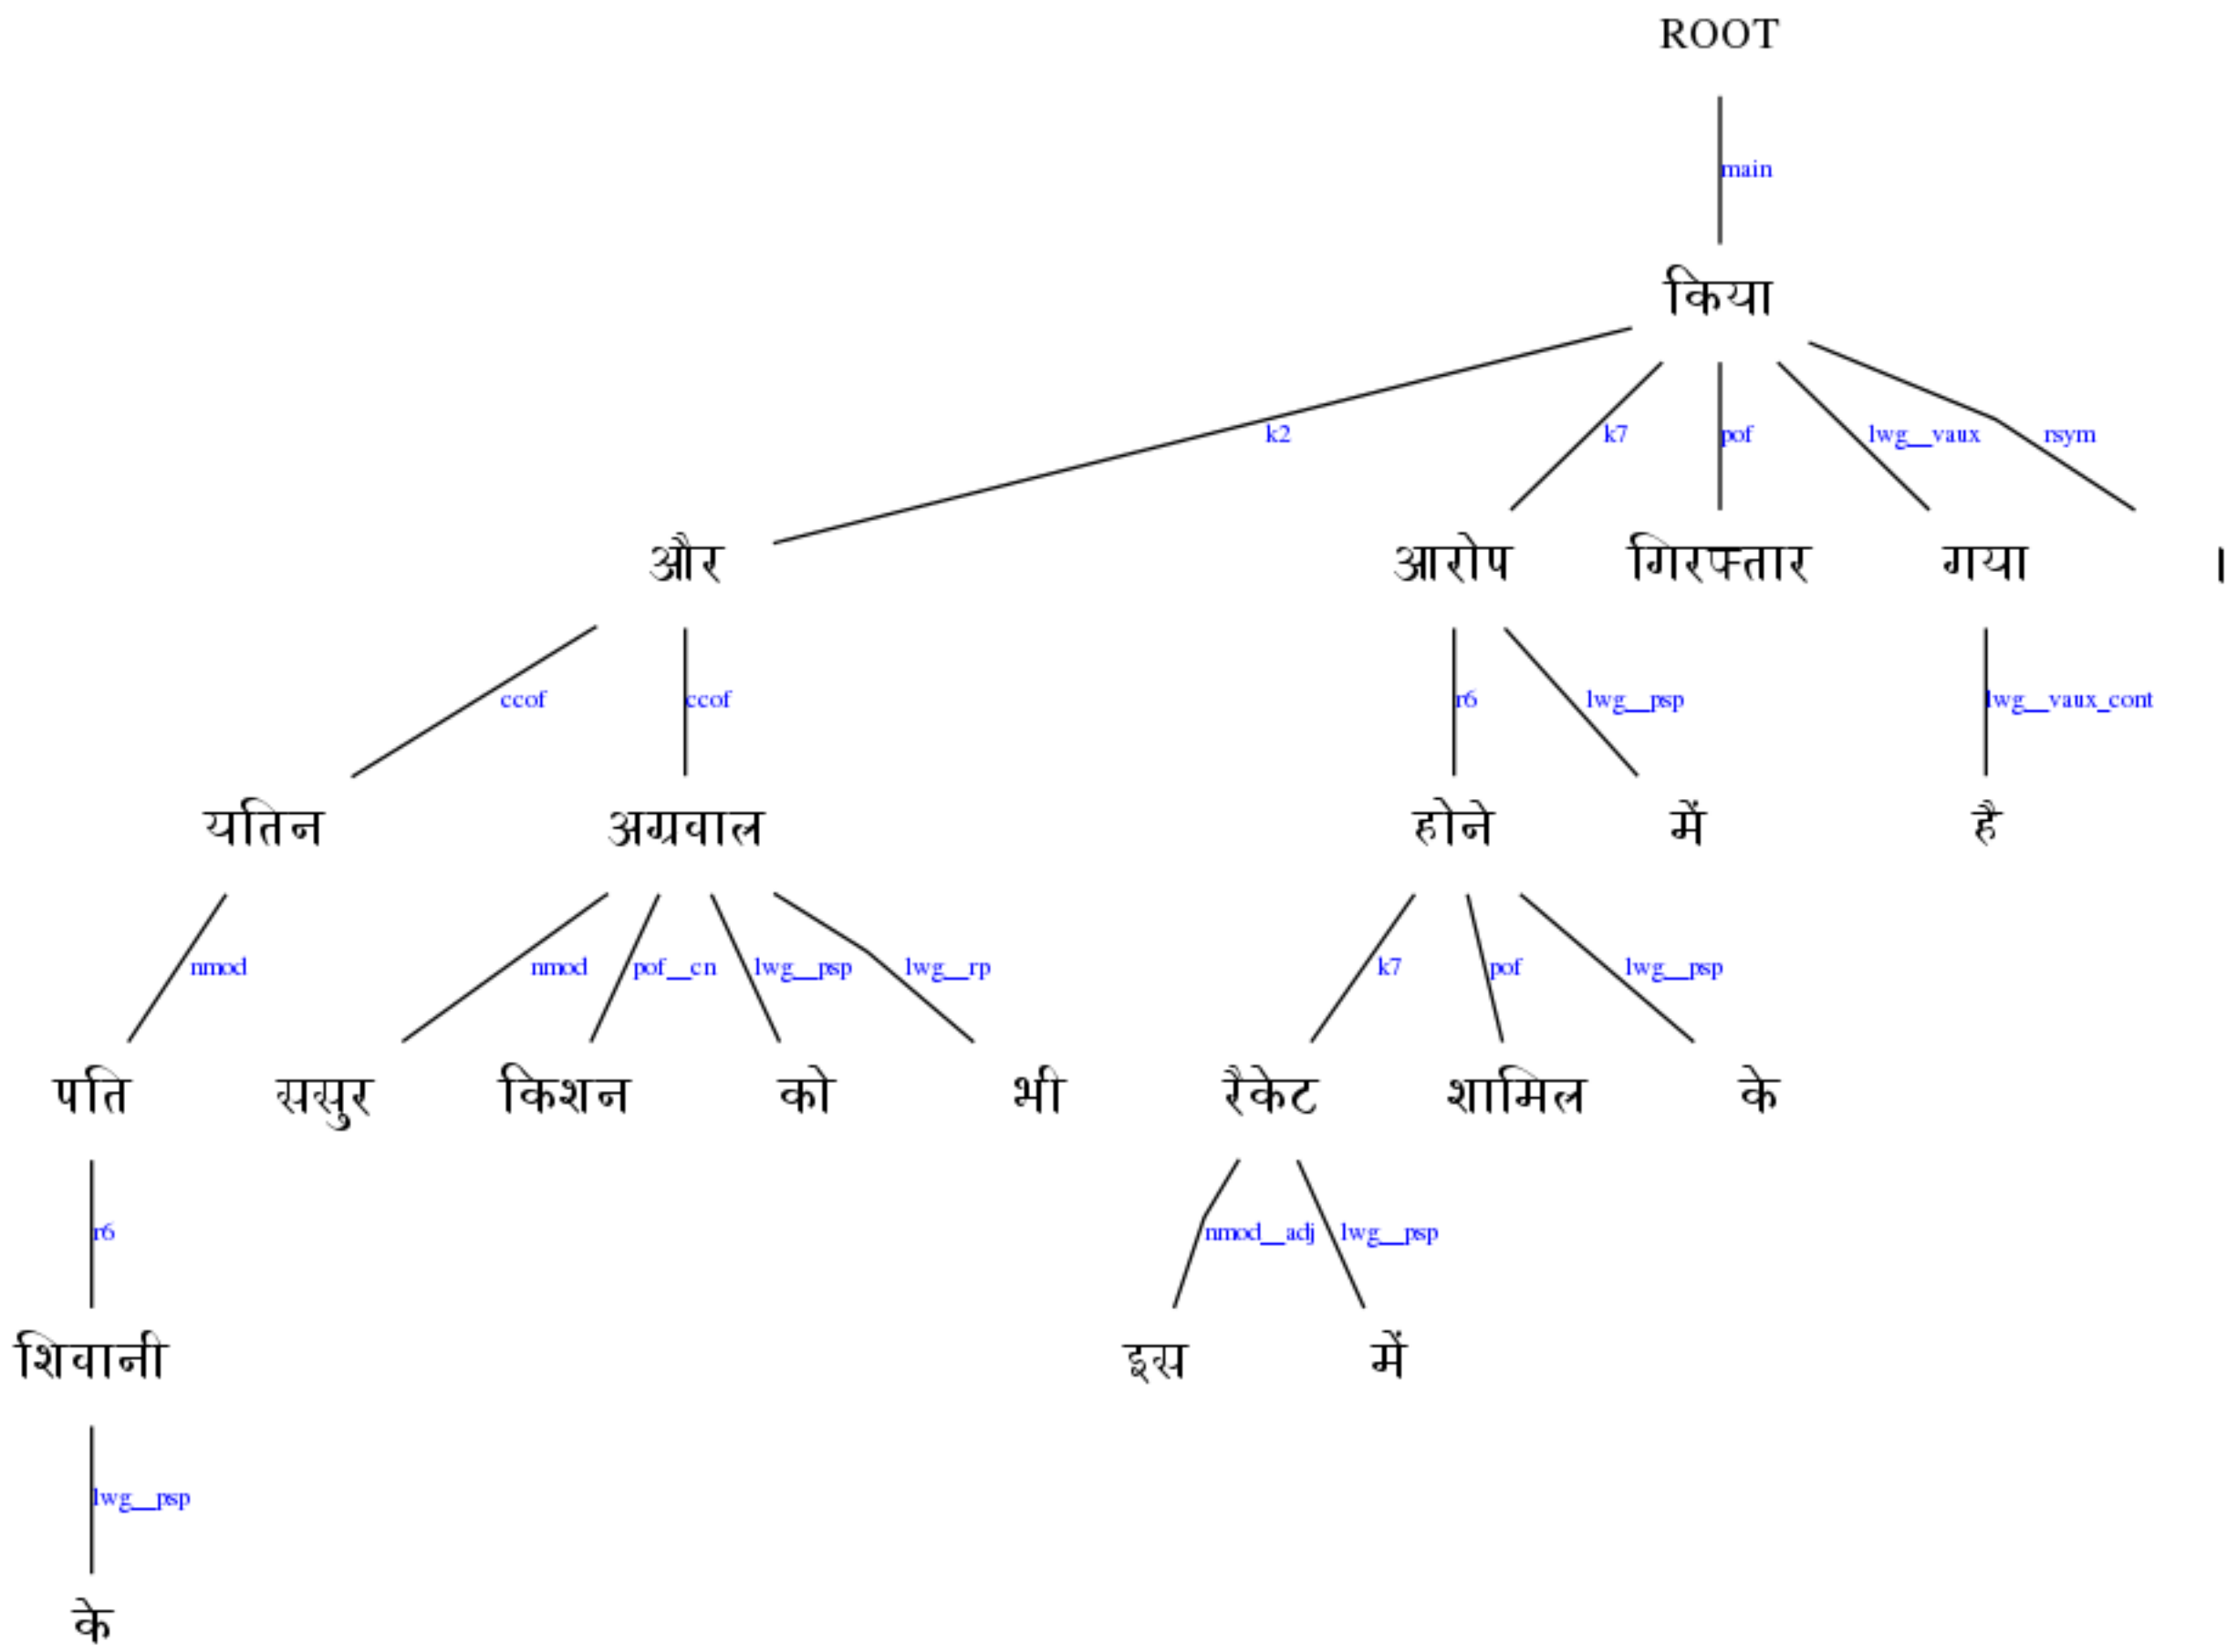 ROOT
main
किया
k2 k7 pof lwg__vaux rsym
और आरोप गिरफ्तार गया ।
ccof ccof r6 lwg__psp lwg__vaux_cont
यतिन अग्रवाल होने में है
nmod nmod pof__cn lwg__psp lwg__rp k7 pof lwg__psp
पति ससुर किशन को भी रैकेट शामिल के
r6 nmod__adj lwg__psp
शिवानी इस में
lwg__psp
के